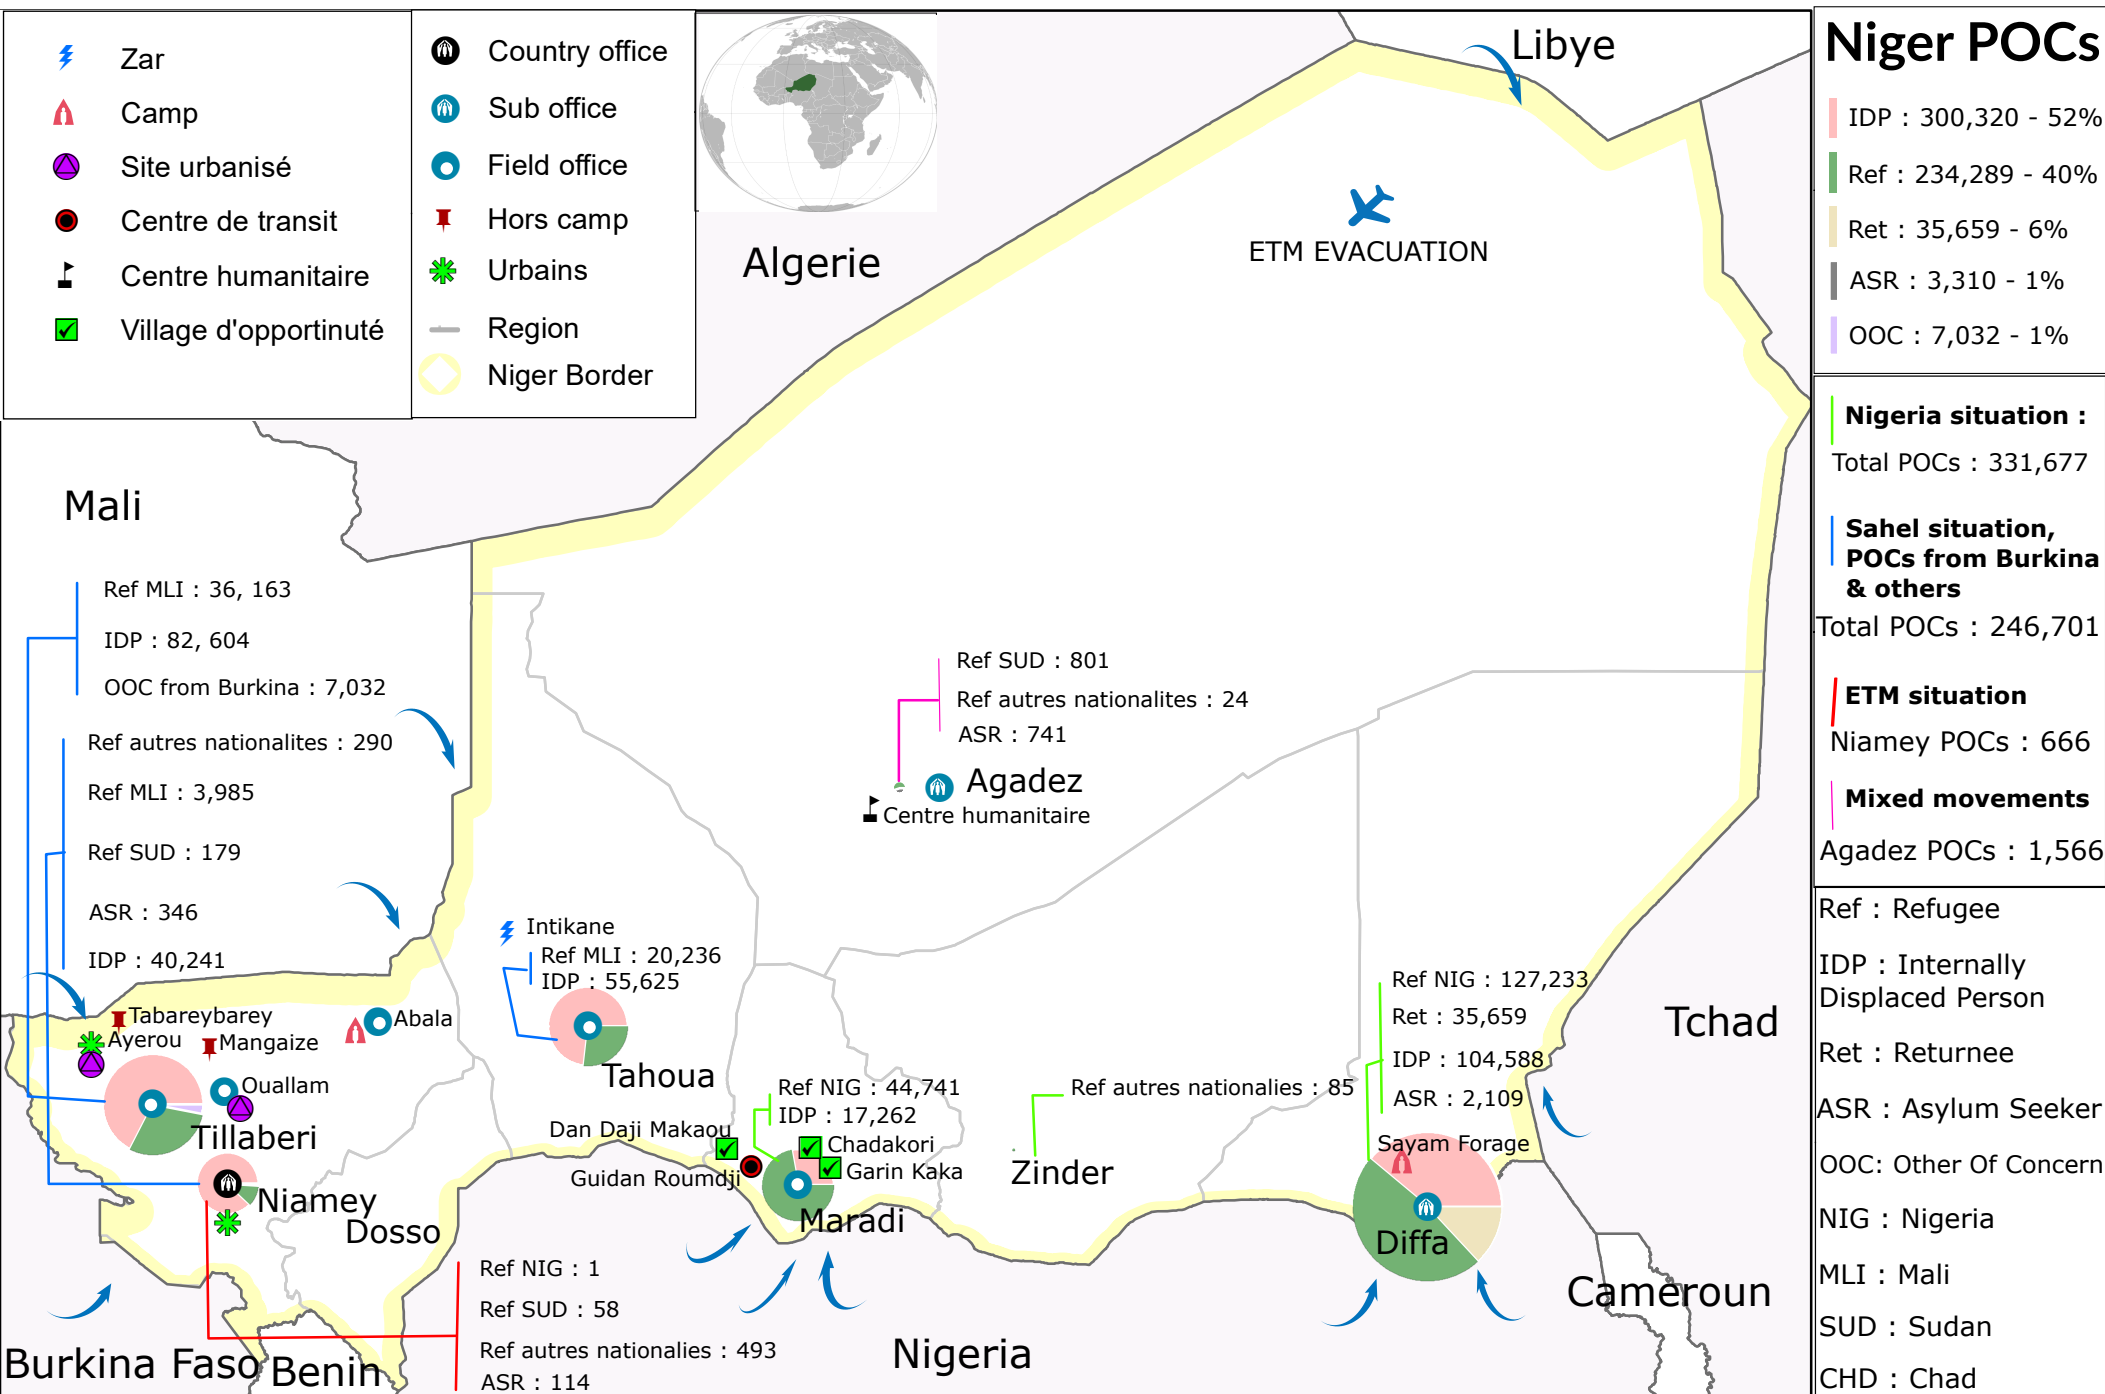 Zar
Camp
Site urbanisé
Centre de transit
Centre humanitaire
Village d'opportinuté
Country office
Sub office
Field office
Hors camp
Urbains
Region
Niger Border
Libye
Algerie
ETM EVACUATION
Mali
Ref MLI : 36, 163
IDP : 82, 604
OOC from Burkina : 7,032
Ref autres nationalites : 290
Ref MLI : 3,985
Ref SUD : 179
ASR : 346
IDP : 40,241
Ref SUD : 801
Ref autres nationalites : 24
ASR : 741
Agadez
Centre humanitaire
Intikane
Ref MLI : 20,236
IDP : 55,625
Tahoua
Tabareybarey
Ayerou
Mangaize
Abala
Ouallam
Tillaberi
Niamey
Dosso
Ref NIG : 44,741
IDP : 17,262
Dan Daji Makaou
Chadakori
Guidan Roumdji
Garin Kaka
Maradi
Ref autres nationalies : 85
Zinder
Ref NIG : 127,233
Ret : 35,659
IDP : 104,588
ASR : 2,109
Sayam Forage
Diffa
Tchad
Cameroun
Nigeria
Ref NIG : 1
Ref SUD : 58
Ref autres nationalies : 493
ASR : 114
Burkina Faso
Benin
Niger POCs
IDP : 300,320 - 52%
Ref : 234,289 - 40%
Ret : 35,659 - 6%
ASR : 3,310 - 1%
OOC : 7,032 - 1%
Nigeria situation :
Total POCs : 331,677
Sahel situation,
POCs from Burkina
& others
Total POCs : 246,701
ETM situation
Niamey POCs : 666
Mixed movements
Agadez POCs : 1,566
Ref : Refugee
IDP : Internally
Displaced Person
Ret : Returnee
ASR : Asylum Seeker
OOC: Other Of Concern
NIG : Nigeria
MLI : Mali
SUD : Sudan
CHD : Chad